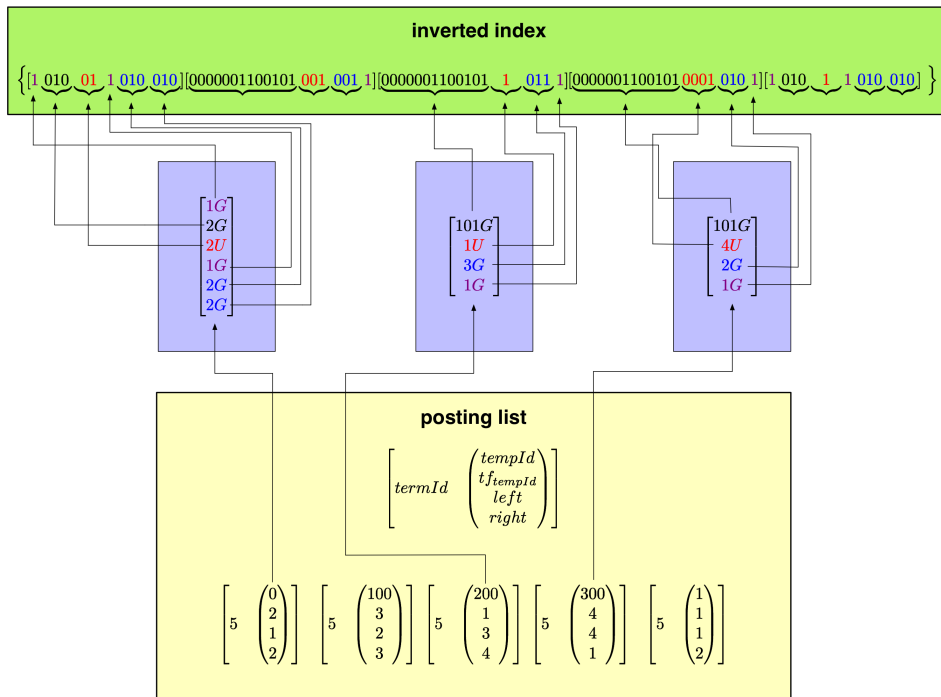 inverted index
{[1 010 01 1 010 010][0000001100101 001 001 1][0000001100101 1 011 1][0000001100101 0001 010 1][1 010 1 1 010 010]}
1G
2G
2U
1G
2G
2G
101G
1U
3G
1G
101G
4U
2G
1G
posting list
termId
tempId
tf_tempId
left
right
5
0
2
1
2
5
100
3
2
3
5
200
1
3
4
5
300
4
4
1
5
1
1
1
2